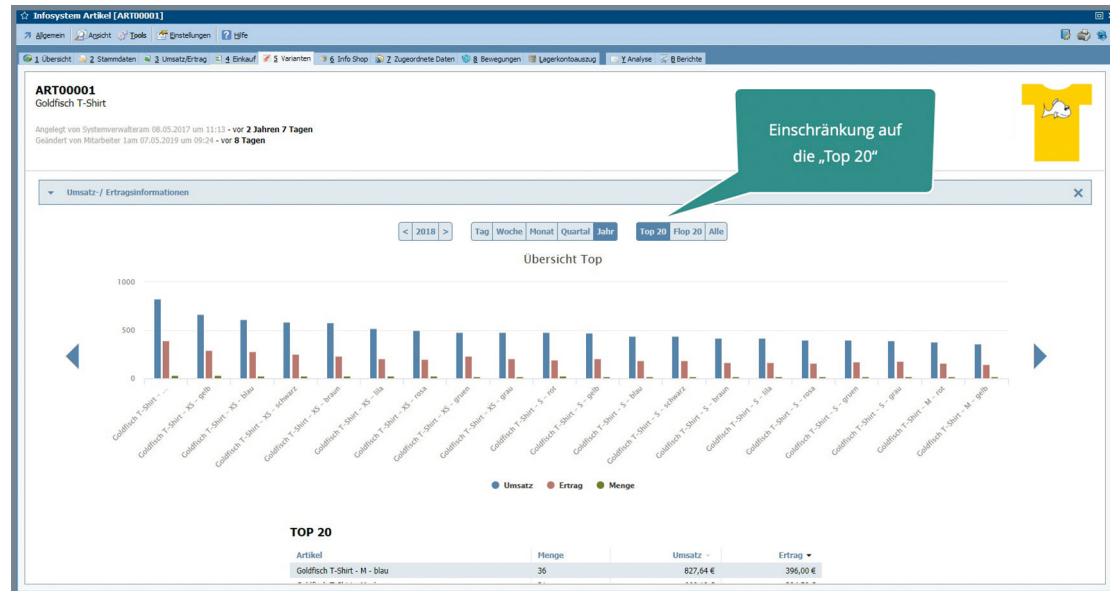 Infosystem Artikel [ART00001]
Allgemein Ansicht Tools Einstellungen Hilfe
1 Übersicht 2 Stammdaten 3 Umsatz/Ertrag 4 Einkauf 5 Varianten 6 Info Shop 7 Zugeordnete Daten 8 Bewegungen Lagerkontoauszug Y Analyse 0 Berichte
ART00001
Goldfisch T-Shirt
Angelegt von Systemverwalteram 08.05.2017 um 11:13 - vor 2 Jahren 7 Tagen
Geändert von Mitarbeiter 1am 07.05.2019 um 09:24 - vor 8 Tagen
Einschränkung auf
die „Top 20“
Umsatz-/ Ertragsinformationen
< 2018 > Tag Woche Monat Quartal Jahr Top 20 Flop 20 Alle
Übersicht Top
1000
500
0
Goldfisch T-Shirt - ...
Goldfisch T-Shirt - XS - gelb
Goldfisch T-Shirt - XS - blau
Goldfisch T-Shirt - XS - schwarz
Goldfisch T-Shirt - XS - braun
Goldfisch T-Shirt - XS - lila
Goldfisch T-Shirt - XS - rosa
Goldfisch T-Shirt - XS - gruen
Goldfisch T-Shirt - XS - grau
Goldfisch T-Shirt - S - rot
Goldfisch T-Shirt - S - gelb
Goldfisch T-Shirt - S - blau
Goldfisch T-Shirt - S - schwarz
Goldfisch T-Shirt - S - braun
Goldfisch T-Shirt - S - lila
Goldfisch T-Shirt - S - rosa
Goldfisch T-Shirt - S - gruen
Goldfisch T-Shirt - S - grau
Goldfisch T-Shirt - M - rot
Goldfisch T-Shirt - M - gelb
Umsatz Ertrag Menge
TOP 20
Artikel Menge Umsatz Ertrag
Goldfisch T-Shirt - M - blau 36 827,64 € 396,00 €